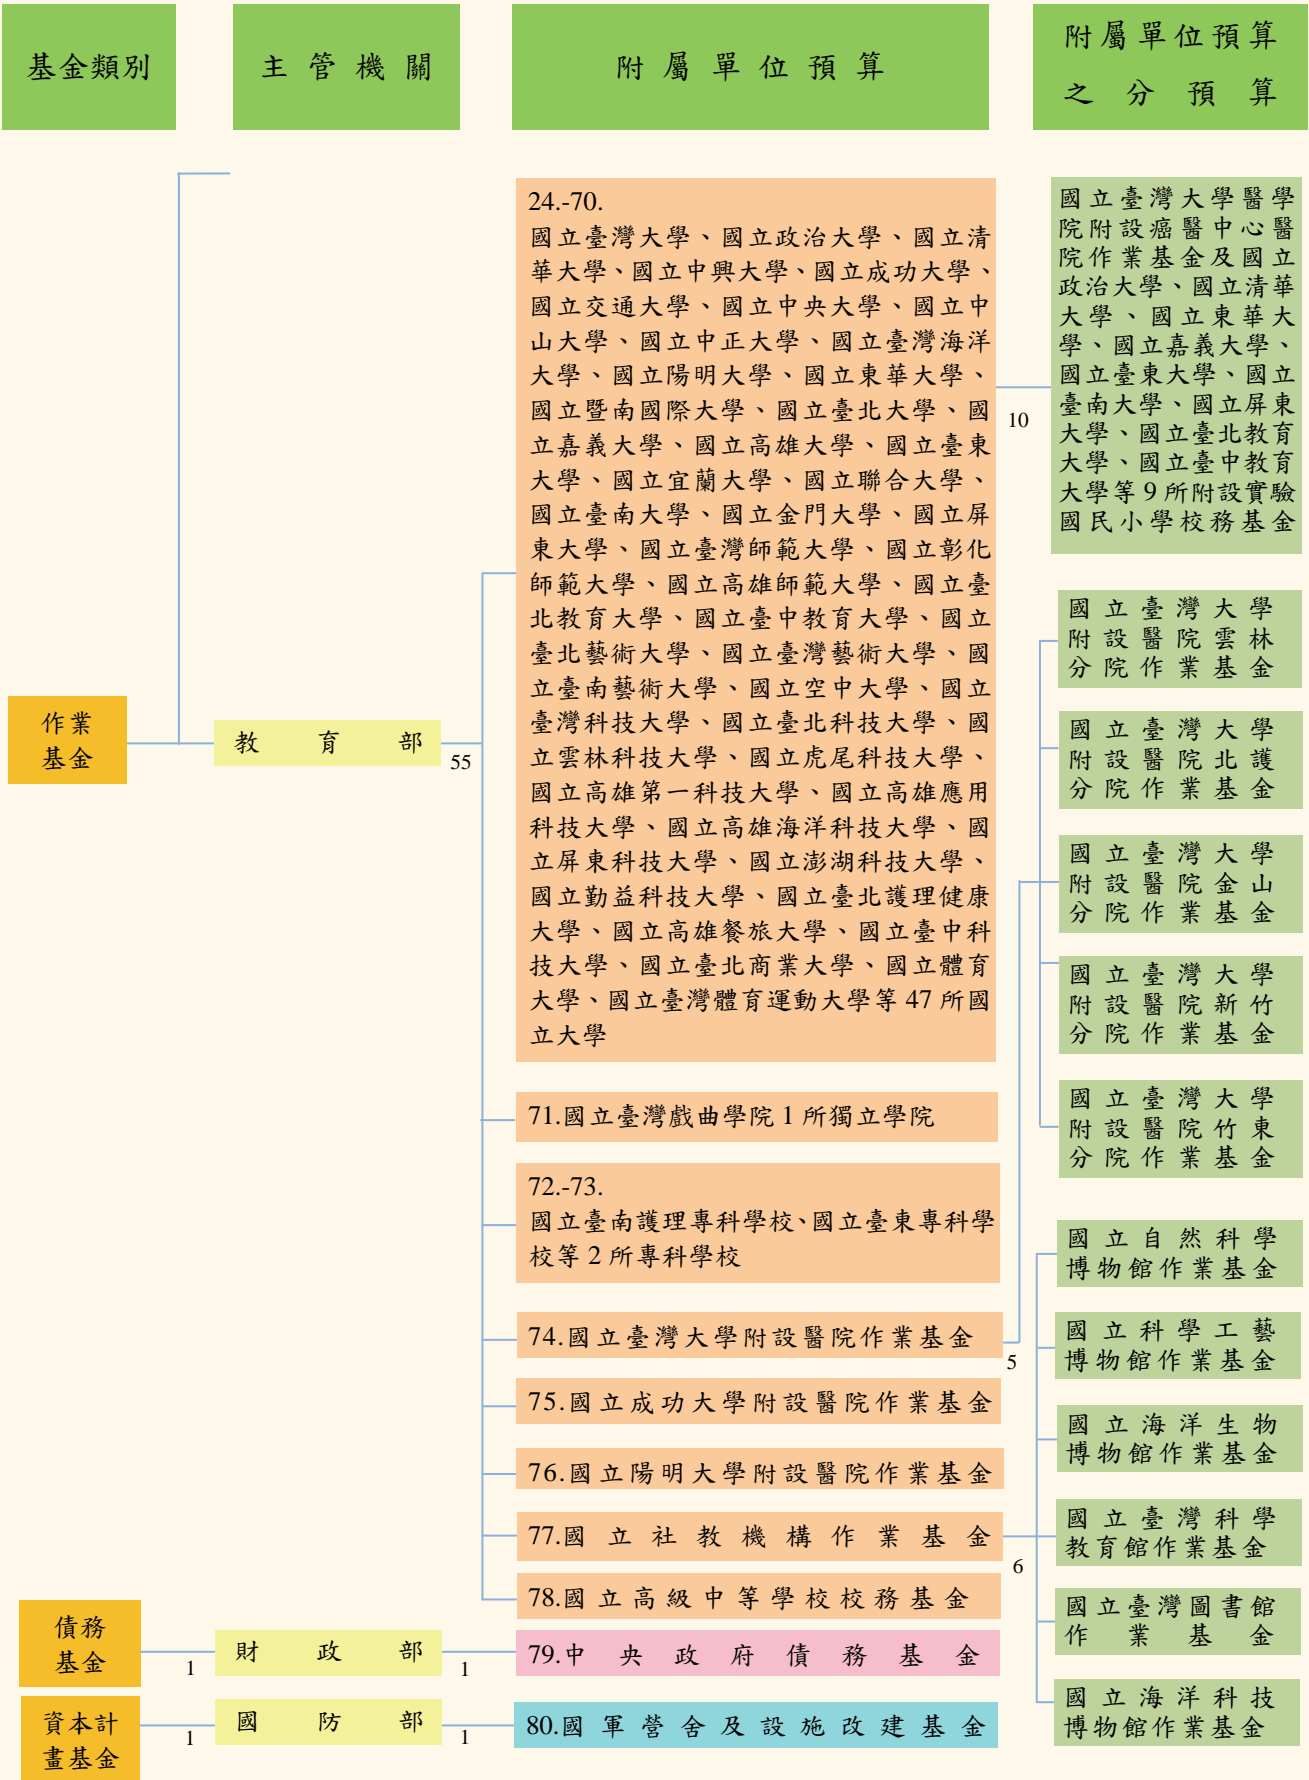 基金類別
主管機關
附屬單位預算
附屬單位預算
之分預算
作業
基金
教育部
55
24.-70.
國立臺灣大學、國立政治大學、國立清
華大學、國立中興大學、國立成功大學、
國立交通大學、國立中央大學、國立中
山大學、國立中正大學、國立臺灣海洋
大學、國立陽明大學、國立東華大學、
國立暨南國際大學、國立臺北大學、國
立嘉義大學、國立高雄大學、國立臺東
大學、國立宜蘭大學、國立聯合大學、
國立臺南大學、國立金門大學、國立屏
東大學、國立臺灣師範大學、國立彰化
師範大學、國立高雄師範大學、國立臺
北教育大學、國立臺中教育大學、國立
臺北藝術大學、國立臺灣藝術大學、國
立臺南藝術大學、國立空中大學、國立
臺灣科技大學、國立臺北科技大學、國
立雲林科技大學、國立虎尾科技大學、
國立高雄第一科技大學、國立高雄應用
科技大學、國立高雄海洋科技大學、國
立屏東科技大學、國立澎湖科技大學、
國立勤益科技大學、國立臺北護理健康
大學、國立高雄餐旅大學、國立臺中科
技大學、國立臺北商業大學、國立體育
大學、國立臺灣體育運動大學等 47 所國
立大學
10
國立臺灣大學醫學
院附設癌醫中心醫
院作業基金及國立
政治大學、國立清華
大學、國立東華大
學、國立嘉義大學、
國立臺東大學、國立
臺南大學、國立屏東
大學、國立臺北教育
大學、國立臺中教育
大學等 9 所附設實驗
國民小學校務基金
71.國立臺灣戲曲學院 1 所獨立學院
72.-73.
國立臺南護理專科學校、國立臺東專科學
校等 2 所專科學校
74.國立臺灣大學附設醫院作業基金
5
國立臺灣大學
附設醫院雲林
分院作業基金
國立臺灣大學
附設醫院北護
分院作業基金
國立臺灣大學
附設醫院金山
分院作業基金
國立臺灣大學
附設醫院新竹
分院作業基金
國立臺灣大學
附設醫院竹東
分院作業基金
75.國立成功大學附設醫院作業基金
76.國立陽明大學附設醫院作業基金
77.國立社教機構作業基金
6
國立自然科學
博物館作業基金
國立科學工藝
博物館作業基金
國立海洋生物
博物館作業基金
國立臺灣科學
教育館作業基金
國立臺灣圖書館
作業基金
國立海洋科技
博物館作業基金
78.國立高級中等學校校務基金
債務
基金
1
財政部
1
79.中央政府債務基金
資本計
畫基金
1
國防部
1
80.國軍營舍及設施改建基金